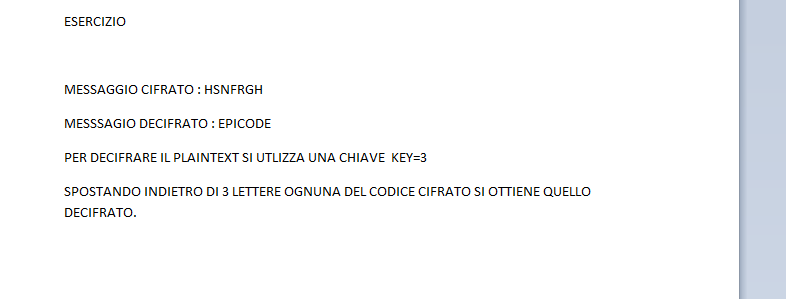 ESERCIZIO
MESSAGGIO CIFRATO : HSNFRGH
MESSSAGIO DECIFRATO : EPICODE
PER DECIFRARE IL PLAINTEXT SI UTLIZZA UNA CHIAVE  KEY=3
SPOSTANDO INDIETRO DI 3 LETTERE OGNUNA DEL CODICE CIFRATO SI OTTIENE QUELLO
DECIFRATO.